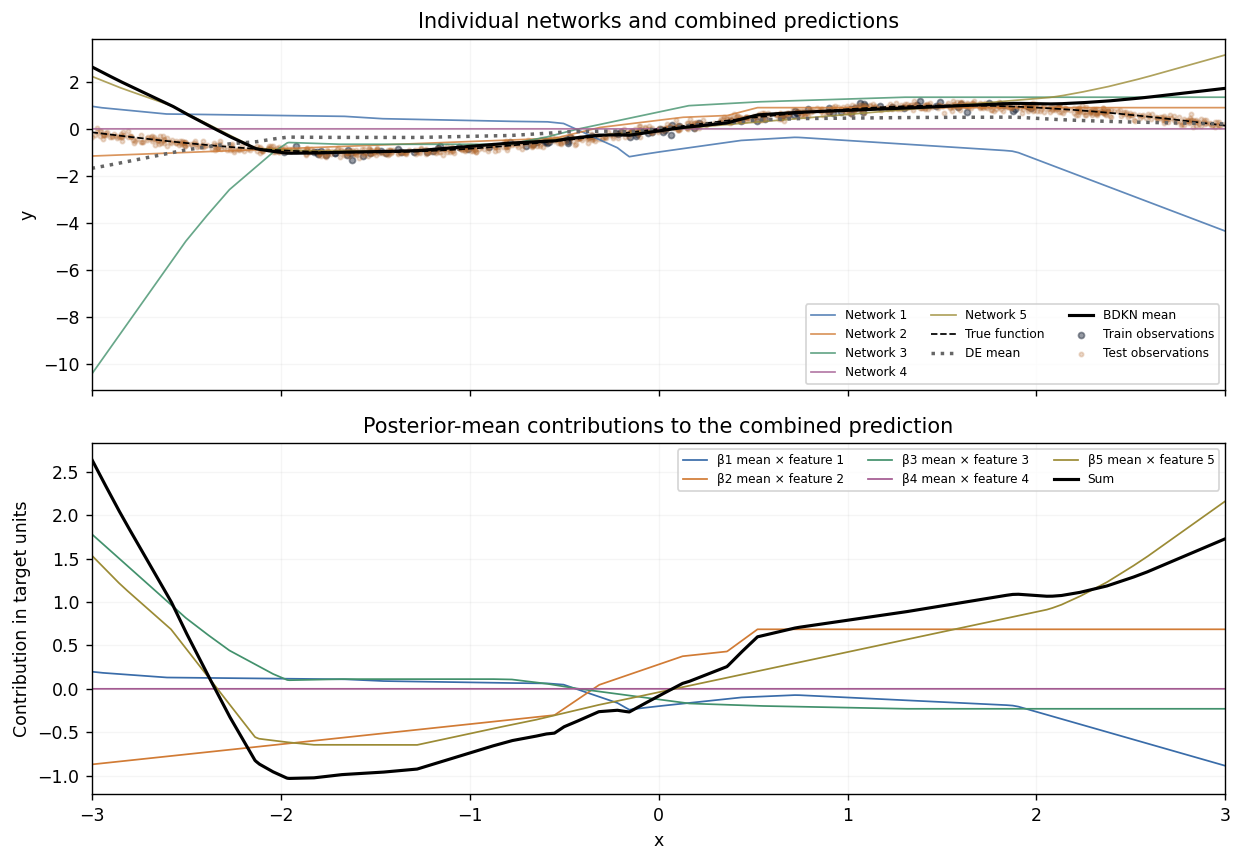 Individual networks and combined predictions
2
0
−2
−4
−6
−8
−10
y
Network 1
Network 2
Network 3
Network 4
Network 5
True function
DE mean
BDKN mean
Train observations
Test observations
Posterior-mean contributions to the combined prediction
2.5
2.0
1.5
1.0
0.5
0.0
−0.5
−1.0
Contribution in target units
β1 mean × feature 1
β2 mean × feature 2
β3 mean × feature 3
β4 mean × feature 4
β5 mean × feature 5
Sum
−3
−2
−1
0
1
2
3
x